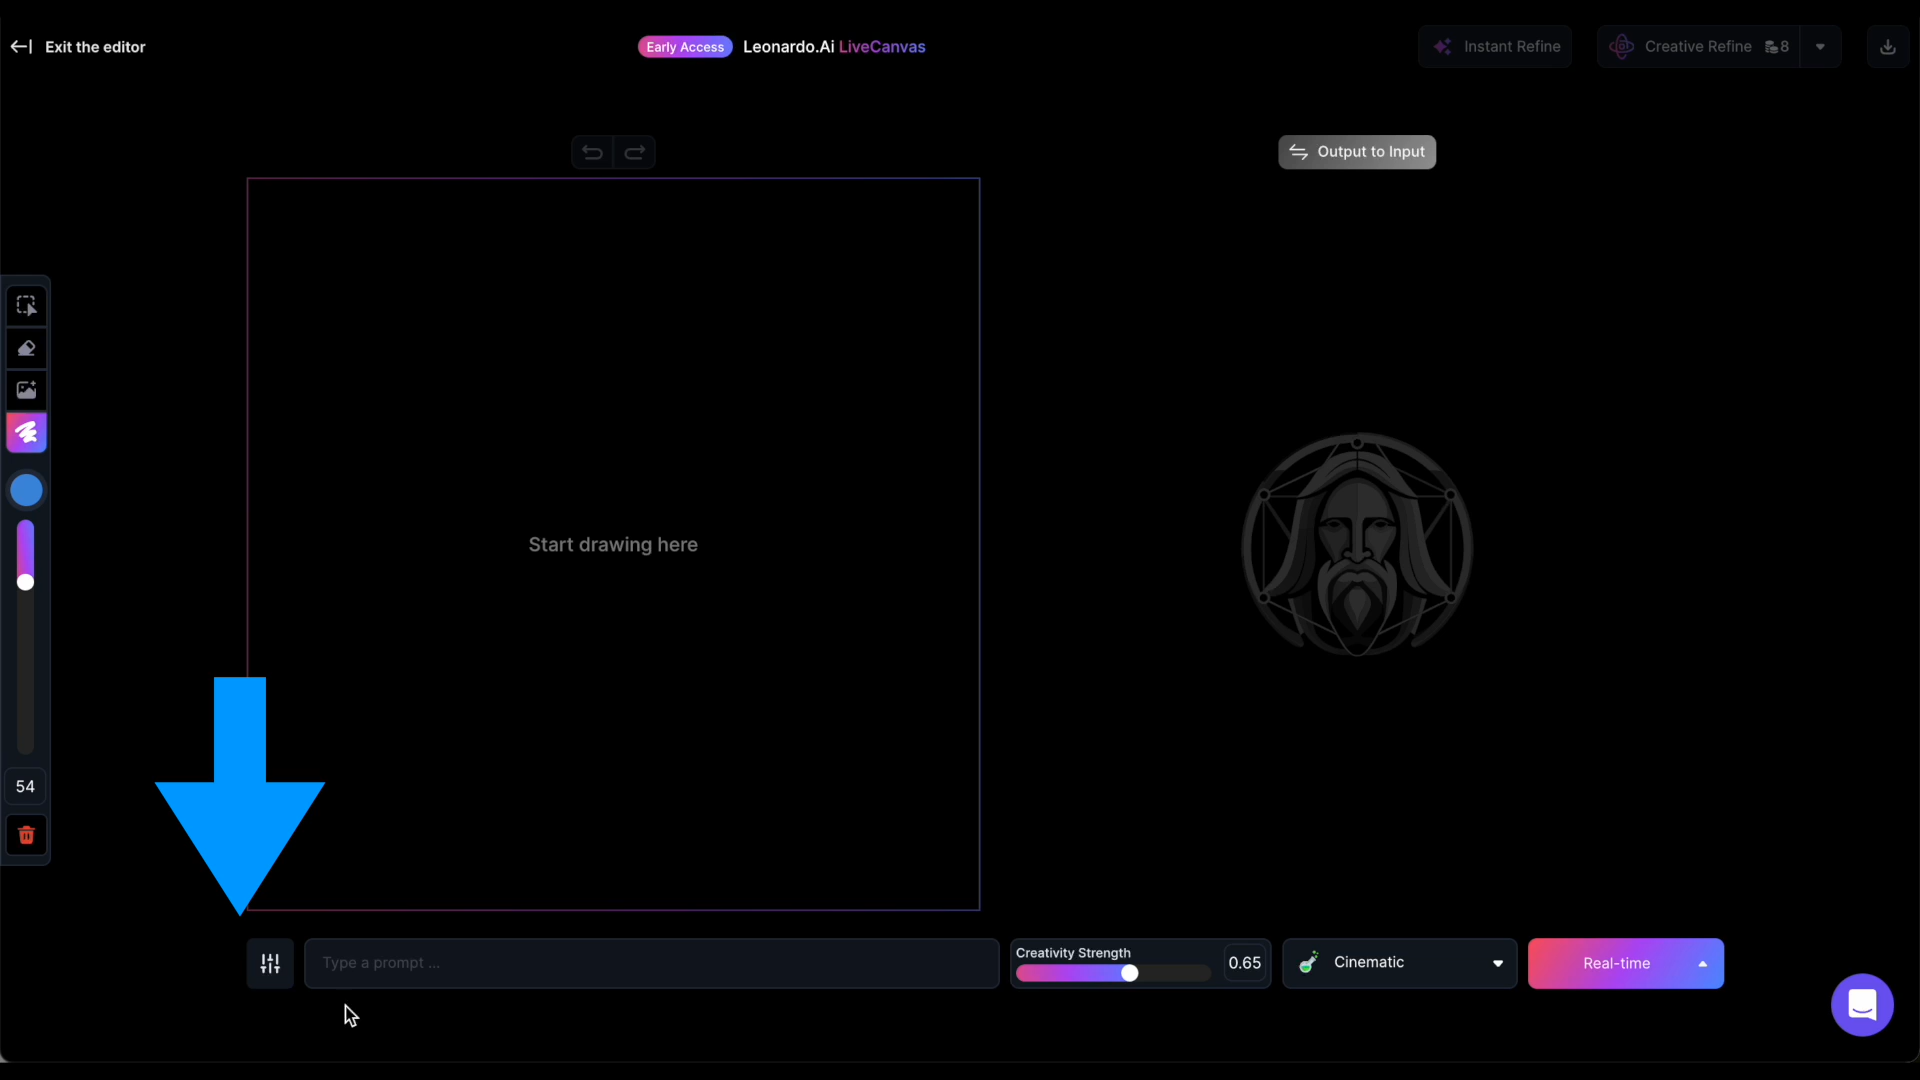 Exit the editor
Early Access Leonardo.Ai LiveCanvas
Instant Refine
Creative Refine 8
Output to Input
Start drawing here
54
Type a prompt ...
Creativity Strength
0.65
Cinematic
Real-time